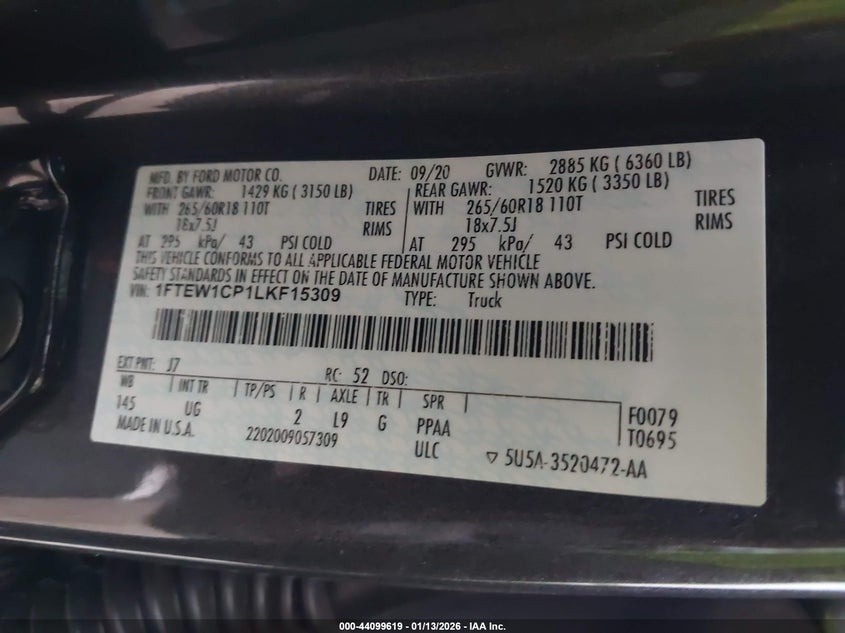 MFD. BY FORD MOTOR CO. DATE: 09/20 GVWR: 2885 KG ( 6360 LB)
FRONT GAWR: 1429 KG ( 3150 LB) REAR GAWR: 1520 KG ( 3350 LB)
WITH 265/60R18 110T TIRES WITH 265/60R18 110T TIRES
18x7.5J RIMS 18x7.5J RIMS
AT 295 kPa/ 43 PSI COLD AT 295 kPa/ 43 PSI COLD
THIS VEHICLE CONFORMS TO ALL APPLICABLE FEDERAL MOTOR VEHICLE
SAFETY STANDARDS IN EFFECT ON THE DATE OF MANUFACTURE SHOWN ABOVE.
VIN: 1FTEW1CP1LKF15309 TYPE: Truck
EXT PNT: J7 RC: 52 DSO:
WB INT TR TP/PS R AXLE TR SPR
145 UG 2 L9 G PPAA F0079
MADE IN U.S.A. 2202009057309 ULC T0695
5U5A-3520472-AA
000-44099619 - 01/13/2026 - IAA Inc.